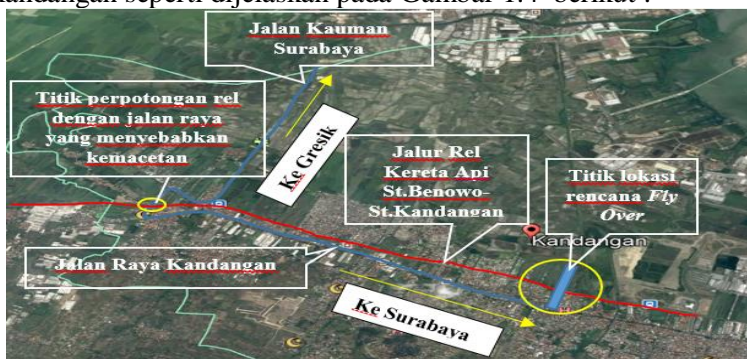 kandangan seperti dijelaskan pada Gambar 1.4 berikut :
Jalan Kauman
Surabaya
Titik perpotongan rel
dengan jalan raya
yang menyebabkan
kemacetan
Ke Gresik
Jalur Rel
Kereta Api
St.Benowo-
St.Kandangan
Titik lokasi
rencana Fly
Over
Kandangan
Jalan Raya Kandangan
Ke Surabaya